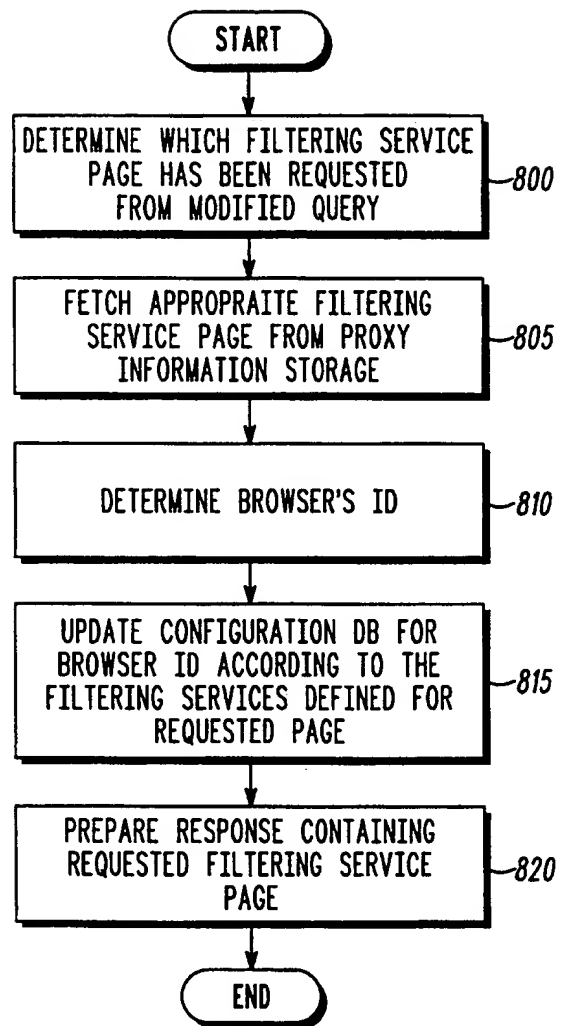 START
DETERMINE WHICH FILTERING SERVICE
PAGE HAS BEEN REQUESTED
FROM MODIFIED QUERY
800
FETCH APPROPRAITE FILTERING
SERVICE PAGE FROM PROXY
INFORMATION STORAGE
805
DETERMINE BROWSER'S ID
810
UPDATE CONFIGURATION DB FOR
BROWSER ID ACCORDING TO THE
FILTERING SERVICES DEFINED FOR
REQUESTED PAGE
815
PREPARE RESPONSE CONTAINING
REQUESTED FILTERING SERVICE
PAGE
820
END